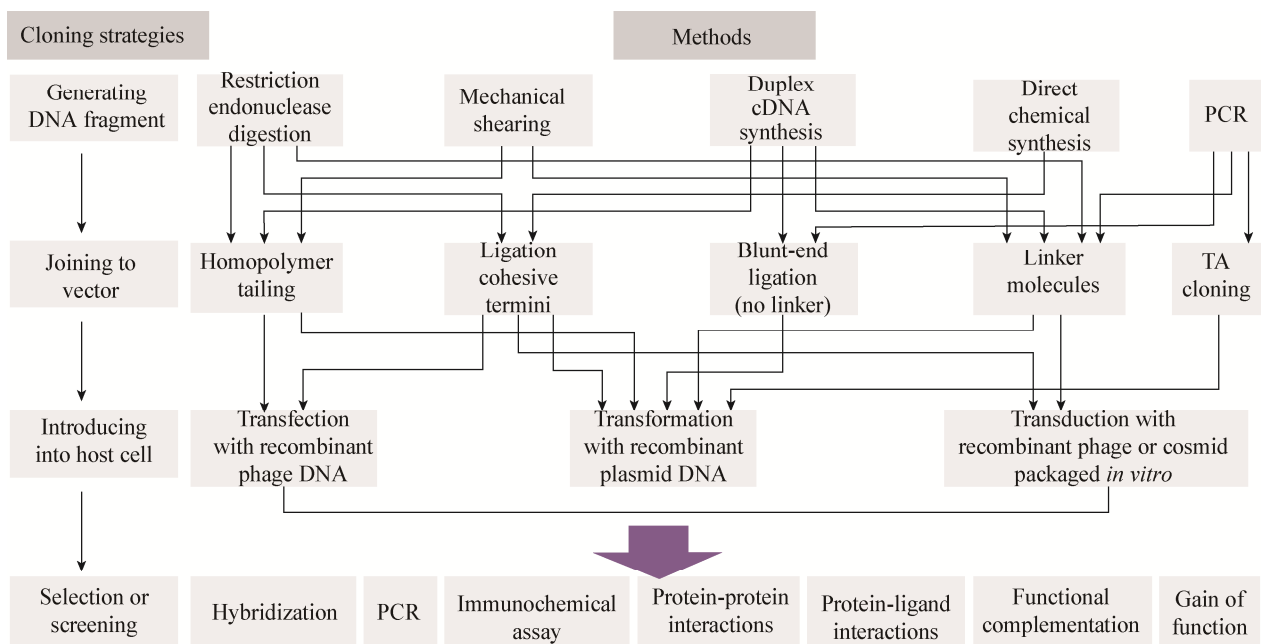 Cloning strategies
Methods
Generating
DNA fragment
Restriction
endonuclease
digestion
Mechanical
shearing
Duplex
cDNA
synthesis
Direct
chemical
synthesis
PCR
Joining to
vector
Homopolymer
tailing
Ligation
cohesive
termini
Blunt-end
ligation
(no linker)
Linker
molecules
TA
cloning
Introducing
into host cell
Transfection
with recombinant
phage DNA
Transformation
with recombinant
plasmid DNA
Transduction with
recombinant phage or cosmid
packaged in vitro
Selection or
screening
Hybridization
PCR
Immunochemical
assay
Protein-protein
interactions
Protein-ligand
interactions
Functional
complementation
Gain of
function